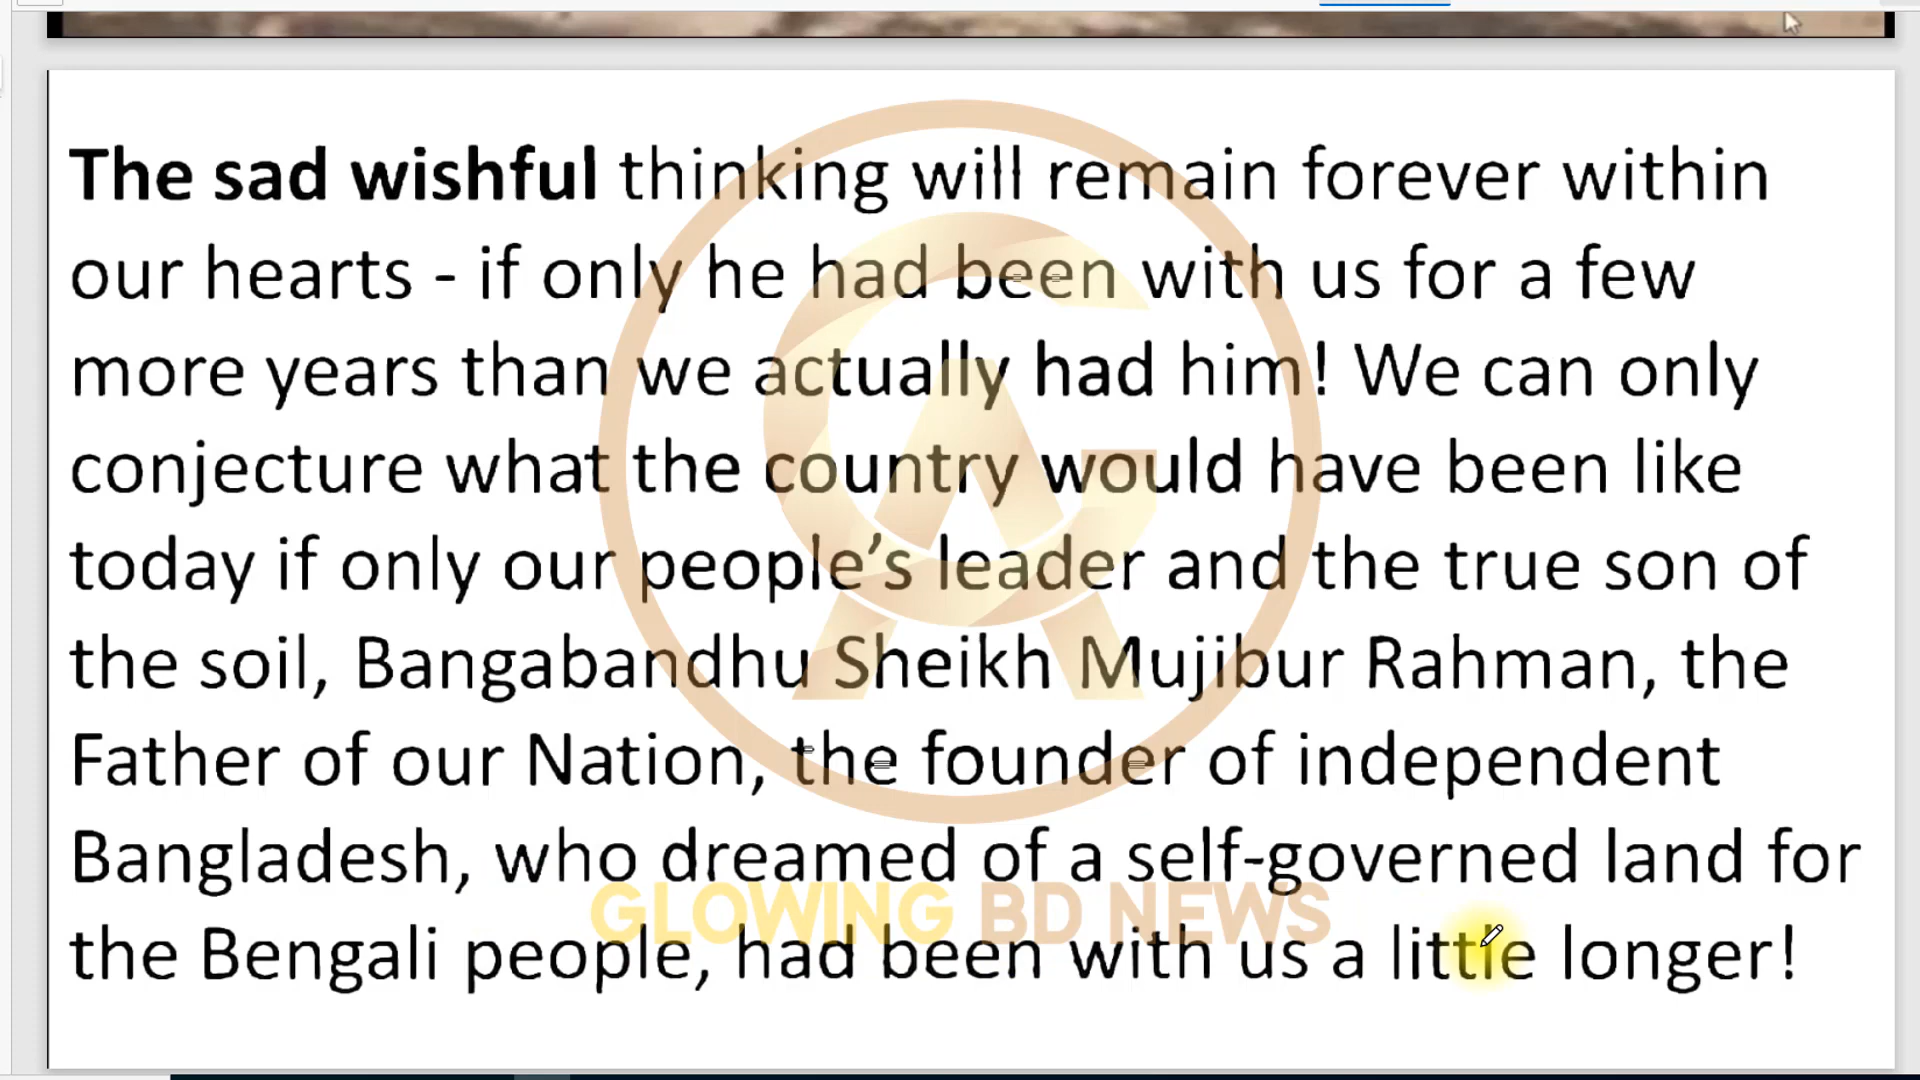 The sad wishful thinking will remain forever within
our hearts - if only he had been with us for a few
more years than we actually had him! We can only
conjecture what the country would have been like
today if only our people’s leader and the true son of
the soil, Bangabandhu Sheikh Mujibur Rahman, the
Father of our Nation, the founder of independent
Bangladesh, who dreamed of a self-governed land for
GLOWING BD NEWS
the Bengali people, had been with us a little longer!